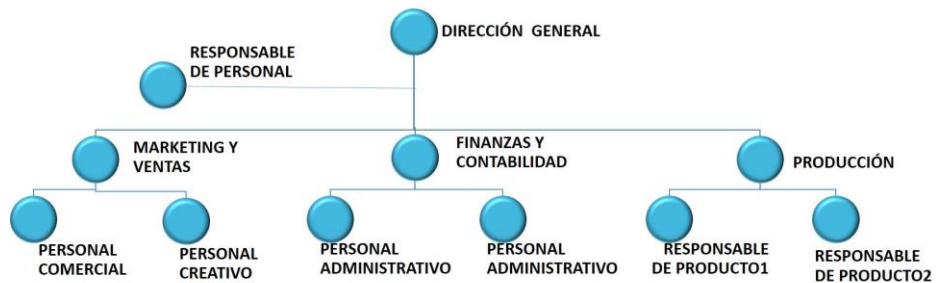 DIRECCIÓN GENERAL
RESPONSABLE
DE PERSONAL
MARKETING Y
VENTAS
FINANZAS Y
CONTABILIDAD
PRODUCCIÓN
PERSONAL
COMERCIAL
PERSONAL
CREATIVO
PERSONAL
ADMINISTRATIVO
PERSONAL
ADMINISTRATIVO
RESPONSABLE
DE PRODUCTO1
RESPONSABLE
DE PRODUCTO2